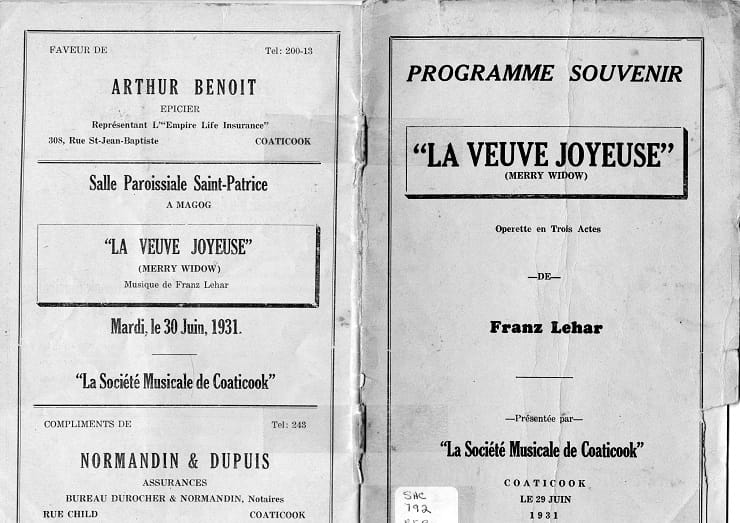 FAVEUR DE Tel: 200-13
ARTHUR BENOIT
EPICIER
Représentant L'"Empire Life Insurance"
308, Rue St-Jean-Baptiste COATICOOK
Salle Paroissiale Saint-Patrice
A MAGOG
"LA VEUVE JOYEUSE"
(MERRY WIDOW)
Musique de Franz Lehar
Mardi, le 30 Juin, 1931.
"La Société Musicale de Coaticook"
COMPLIMENTS DE Tel: 243
NORMANDIN & DUPUIS
ASSURANCES
BUREAU DUROCHER & NORMANDIN, Notaires
RUE CHILD COATICOOK
PROGRAMME SOUVENIR
"LA VEUVE JOYEUSE"
(MERRY WIDOW)
Operette en Trois Actes
—DE—
Franz Lehar
—Présentée par—
"La Société Musicale de Coaticook"
COATICOOK
LE 29 JUIN
1931
SHC
792